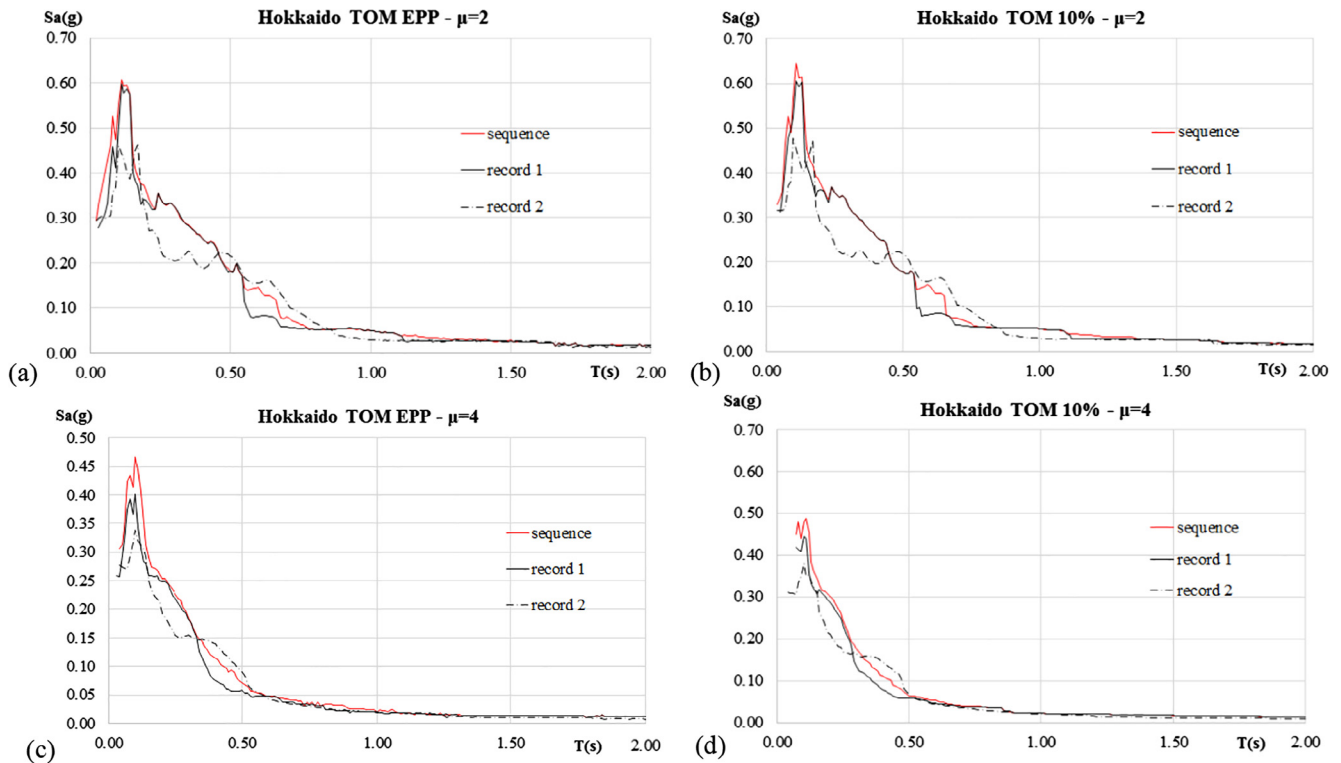 Hokkaido TOM EPP - μ=2
Sa(g)
0.70
0.60
0.50
0.40
0.30
0.20
0.10
0.00
sequence
record 1
record 2
0.00 0.50 1.00 1.50 T(s) 2.00
(a)
Hokkaido TOM 10% - μ=2
Sa(g)
0.70
0.60
0.50
0.40
0.30
0.20
0.10
0.00
sequence
record 1
record 2
0.00 0.50 1.00 1.50 T(s) 2.00
(b)
Hokkaido TOM EPP - μ=4
Sa(g)
0.50
0.45
0.40
0.35
0.30
0.25
0.20
0.15
0.10
0.05
0.00
sequence
record 1
record 2
0.00 0.50 1.00 1.50 T(s) 2.00
(c)
Hokkaido TOM 10% - μ=4
Sa(g)
0.70
0.60
0.50
0.40
0.30
0.20
0.10
0.00
sequence
record 1
record 2
0.00 0.50 1.00 1.50 T(s) 2.00
(d)